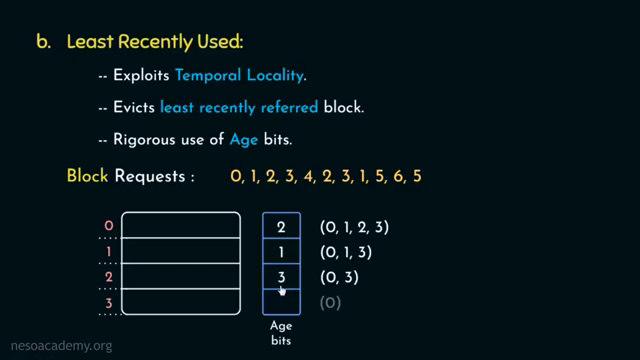 b. Least Recently Used:
-- Exploits Temporal Locality.
-- Evicts least recently referred block.
-- Rigorous use of Age bits.
Block Requests : 0, 1, 2, 3, 4, 2, 3, 1, 5, 6, 5
0 2 (0, 1, 2, 3)
1 1 (0, 1, 3)
2 3 (0, 3)
3 (0)
Age
bits
nesoacademy.org